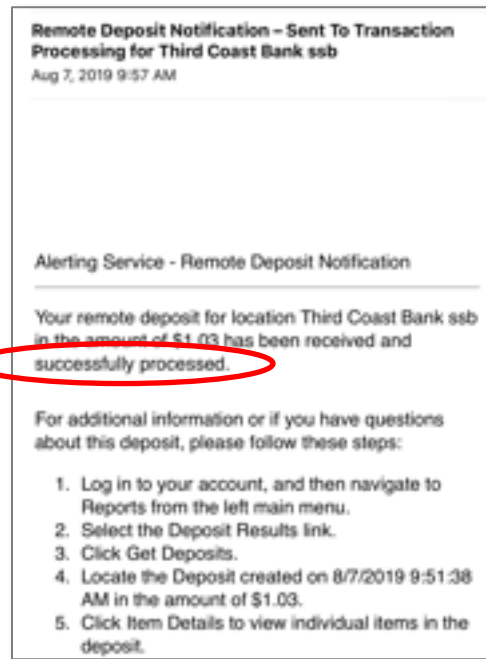 Remote Deposit Notification – Sent To Transaction
Processing for Third Coast Bank ssb
Aug 7, 2019 9:57 AM
Alerting Service - Remote Deposit Notification
Your remote deposit for location Third Coast Bank ssb
in the amount of $1.03 has been received and
successfully processed.
For additional information or if you have questions
about this deposit, please follow these steps:
1. Log in to your account, and then navigate to
Reports from the left main menu.
2. Select the Deposit Results link.
3. Click Get Deposits.
4. Locate the Deposit created on 8/7/2019 9:51:38
AM in the amount of $1.03.
5. Click Item Details to view individual items in the
deposit.